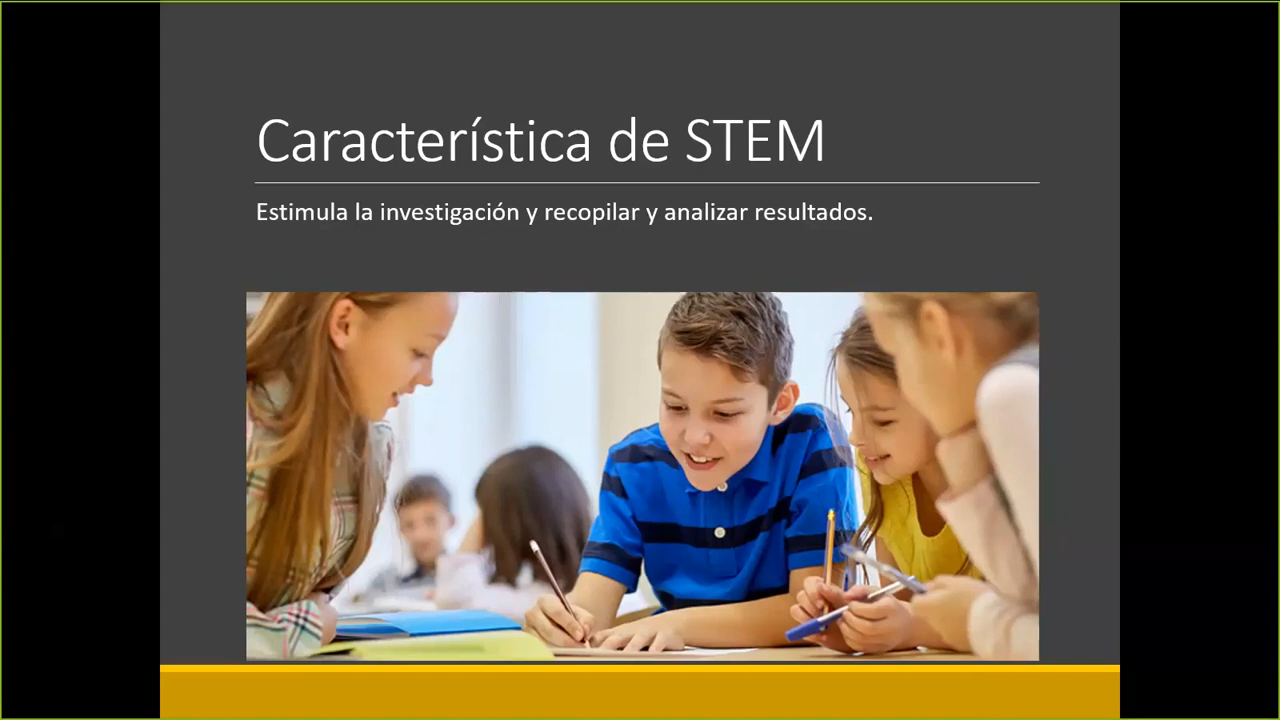 Característica de STEM
Estimula la investigación y recopilar y analizar resultados.